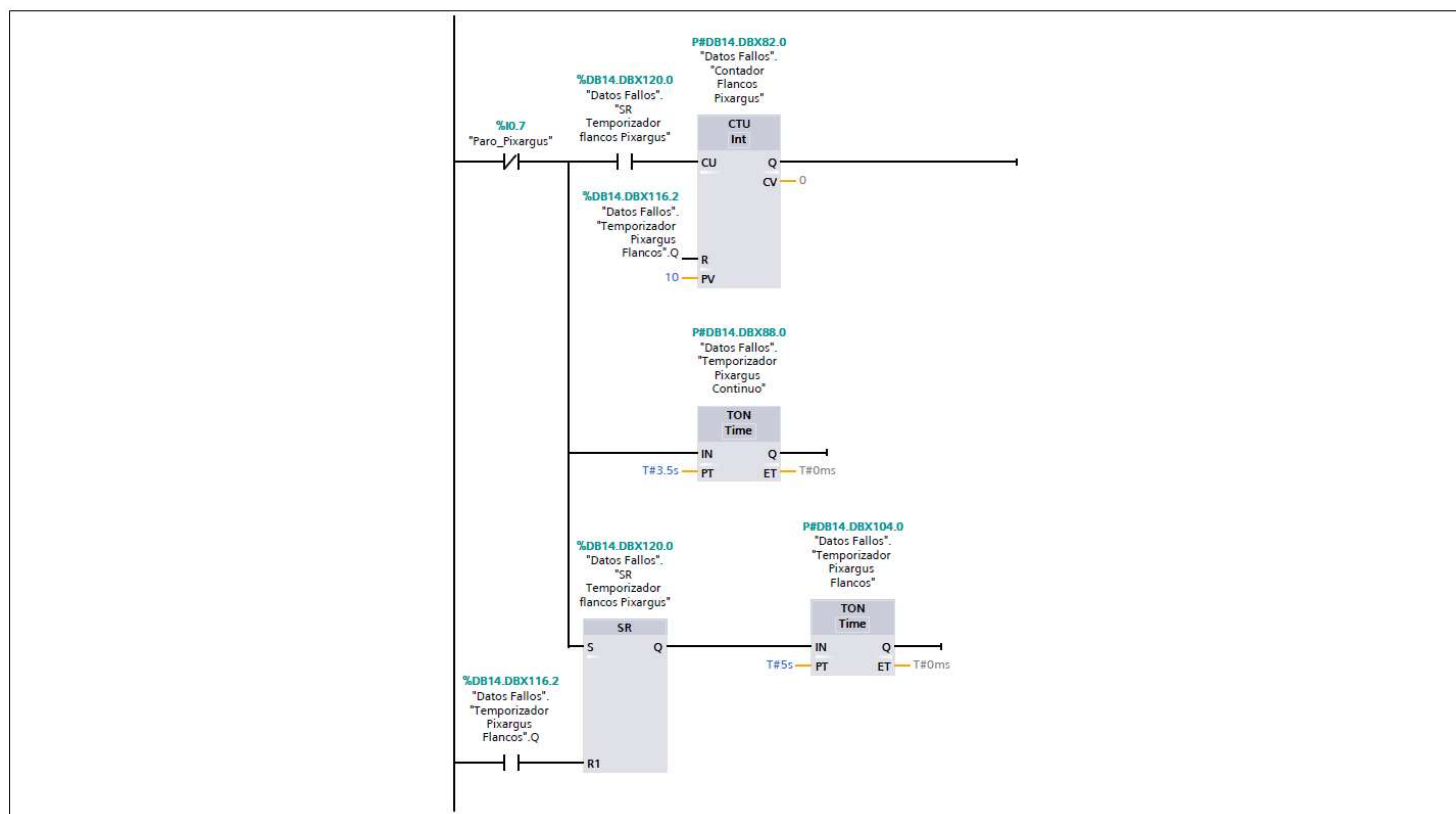 P#DB14.DBX82.0
"Datos Fallos".
"Contador
Flancos
Pixargus"
%DB14.DBX120.0
"Datos Fallos".
"SR
Temporizador
flancos Pixargus"
%I0.7
"Paro_Pixargus"
CTU
Int
CU
Q
CV
0
%DB14.DBX116.2
"Datos Fallos".
"Temporizador
Pixargus
Flancos".Q
R
10
PV
P#DB14.DBX88.0
"Datos Fallos".
"Temporizador
Pixargus
Continuo"
TON
Time
IN
Q
T#3.5s
PT
ET
T#0ms
P#DB14.DBX104.0
"Datos Fallos".
"Temporizador
Pixargus
Flancos"
%DB14.DBX120.0
"Datos Fallos".
"SR
Temporizador
flancos Pixargus"
TON
Time
SR
S
Q
IN
Q
T#5s
PT
ET
T#0ms
%DB14.DBX116.2
"Datos Fallos".
"Temporizador
Pixargus
Flancos".Q
R1